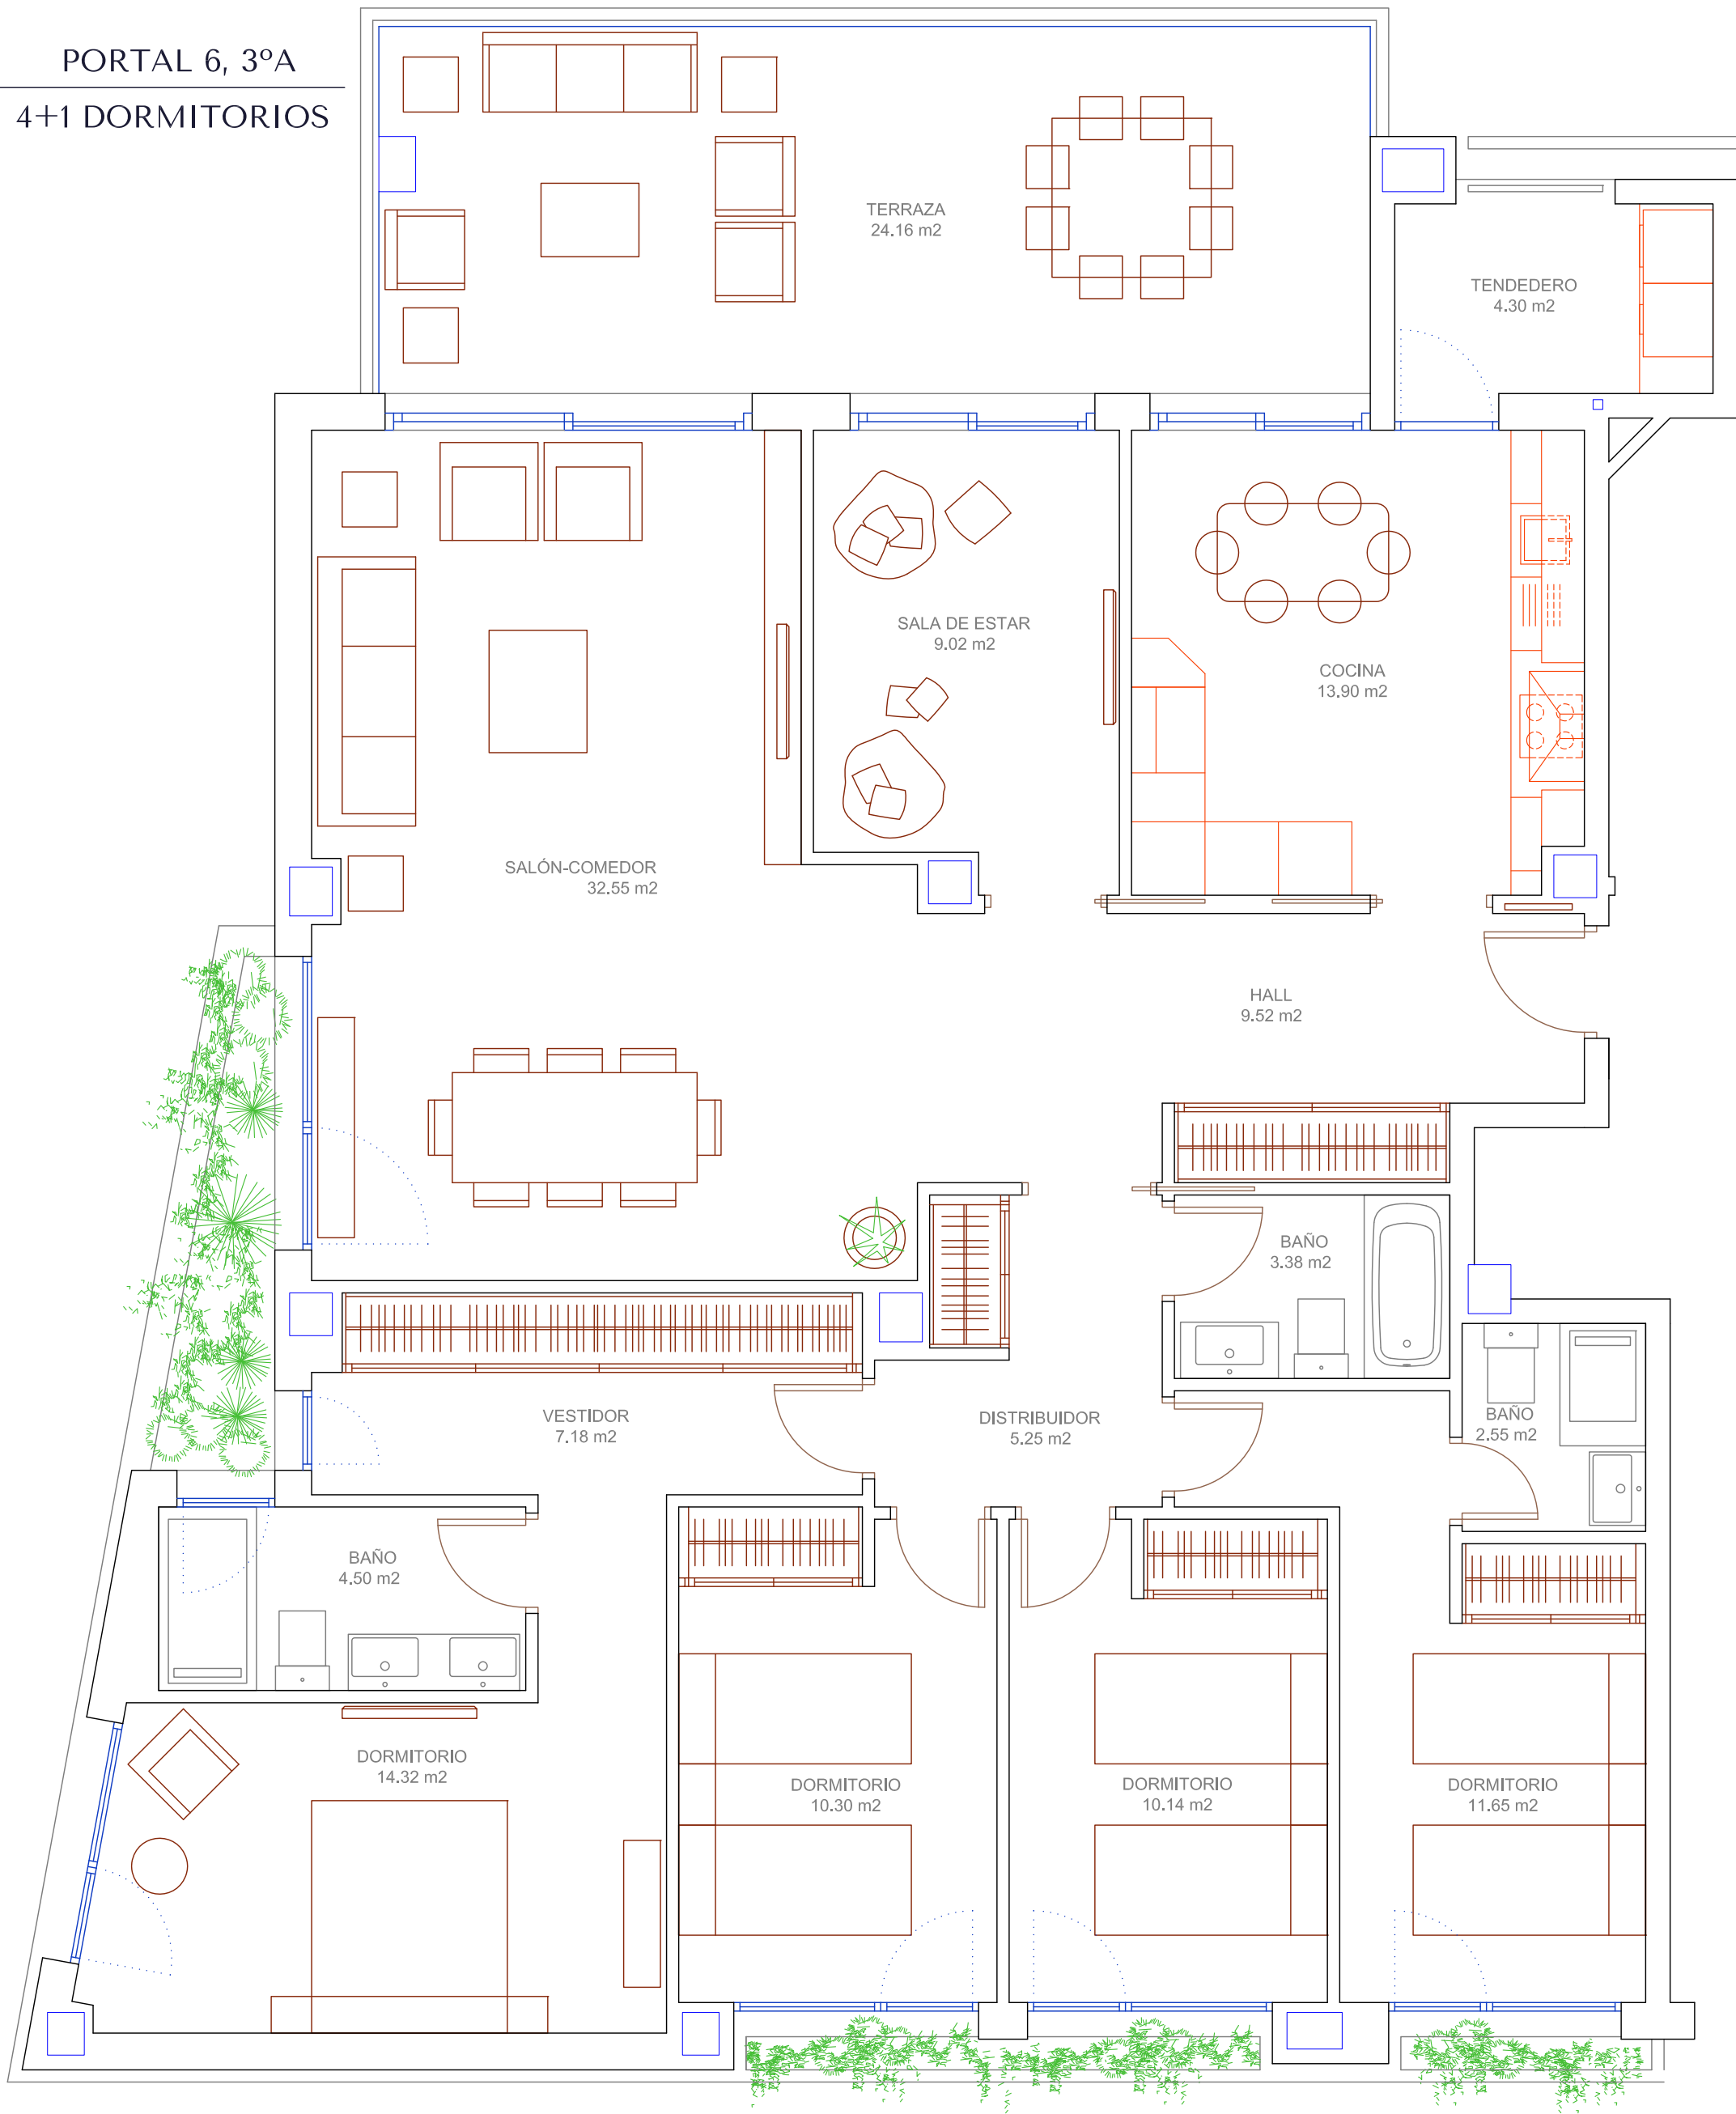 PORTAL 6, 3ºA
4+1 DORMITORIOS
TERRAZA
24.16 m2
TENDEDERO
4.30 m2
SALA DE ESTAR
9.02 m2
COCINA
13.90 m2
SALÓN-COMEDOR
32.55 m2
HALL
9.52 m2
BAÑO
3.38 m2
VESTIDOR
7.18 m2
DISTRIBUIDOR
5.25 m2
BAÑO
2.55 m2
BAÑO
4.50 m2
DORMITORIO
14.32 m2
DORMITORIO
10.30 m2
DORMITORIO
10.14 m2
DORMITORIO
11.65 m2